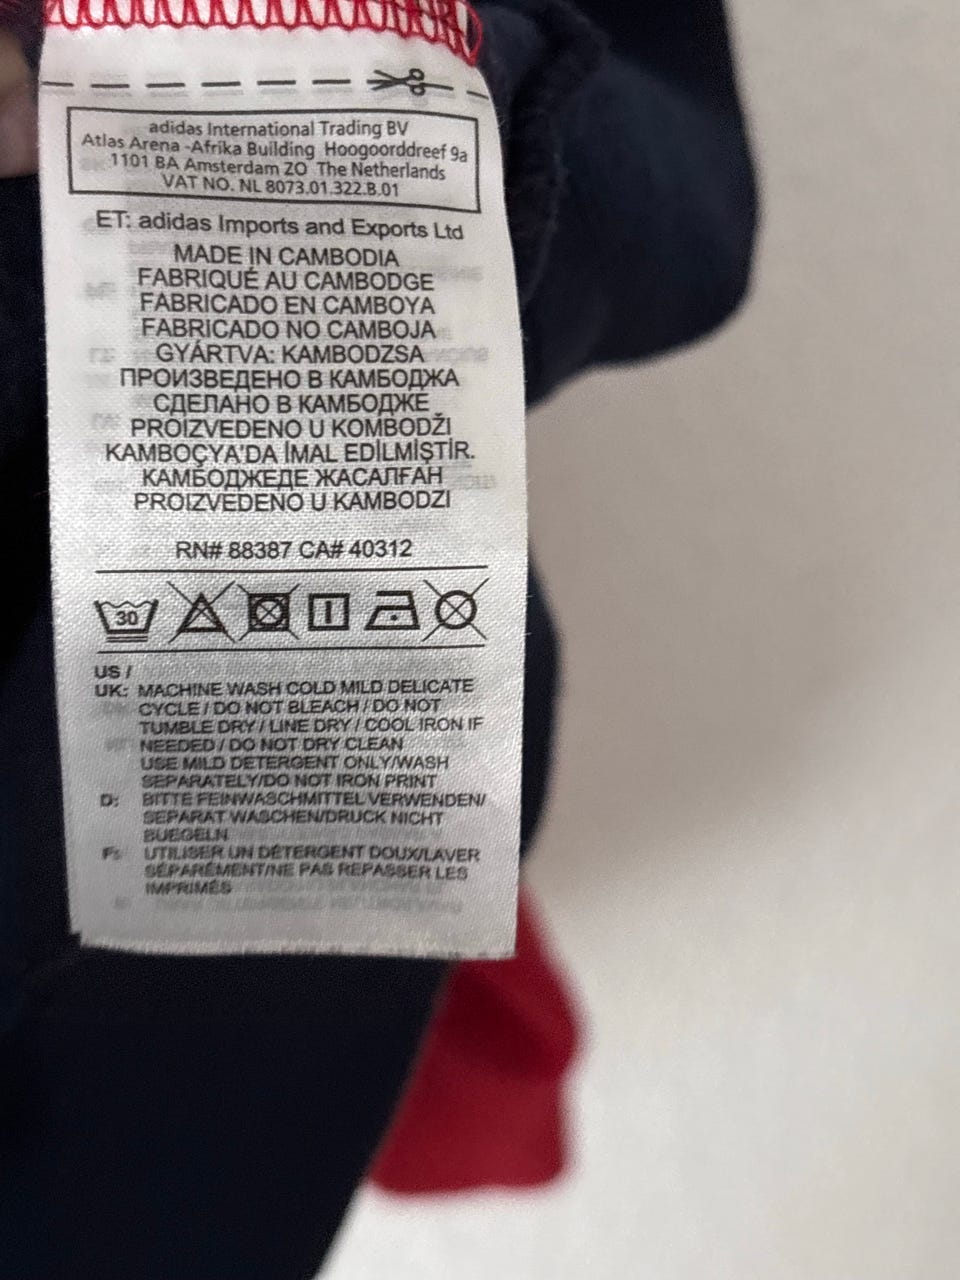 adidas International Trading BV
Atlas Arena -Afrika Building Hoogoorddreef 9a
1101 BA Amsterdam ZO The Netherlands
VAT NO. NL 8073.01.322.B.01
ET: adidas Imports and Exports Ltd
MADE IN CAMBODIA
FABRIQUÉ AU CAMBODGE
FABRICADO EN CAMBOYA
FABRICADO NO CAMBOJA
GYÁRTVA: KAMBODZSA
ПРОИЗВЕДЕНО В КАМБОДЖА
СДЕЛАНО В КАМБОДЖЕ
PROIZVEDENO U KOMBODŽI
KAMBOÇYA'DA İMAL EDİLMİŞTİR.
КАМБОДЖЕДЕ ЖАСАЛҒАН
PROIZVEDENO U KAMBODZI
RN# 88387 CA# 40312
30
US /
UK: MACHINE WASH COLD MILD DELICATE
CYCLE / DO NOT BLEACH / DO NOT
TUMBLE DRY / LINE DRY / COOL IRON IF
NEEDED / DO NOT DRY CLEAN
USE MILD DETERGENT ONLY/WASH
SEPARATELY/DO NOT IRON PRINT
D: BITTE FEINWASCHMITTEL VERWENDEN/
SEPARAT WASCHEN/DRUCK NICHT
BUEGELN
F: UTILISER UN DÉTERGENT DOUX/LAVER
SÉPARÉMENT/NE PAS REPASSER LES
IMPRIMÉS